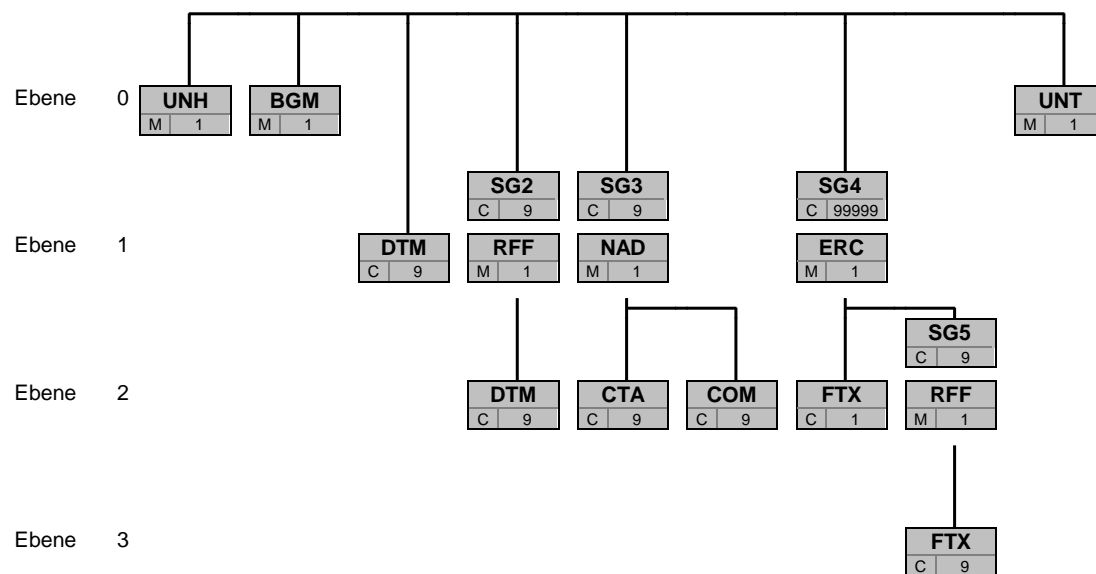 Ebene 0 UNH BGM UNT
M 1 M 1 M 1
SG2 SG3 SG4
C 9 C 9 C 99999
Ebene 1 DTM RFF NAD ERC
C 9 M 1 M 1 M 1
SG5
C 9
Ebene 2 DTM CTA COM FTX RFF
C 9 C 9 C 9 C 1 M 1
Ebene 3 FTX
C 9